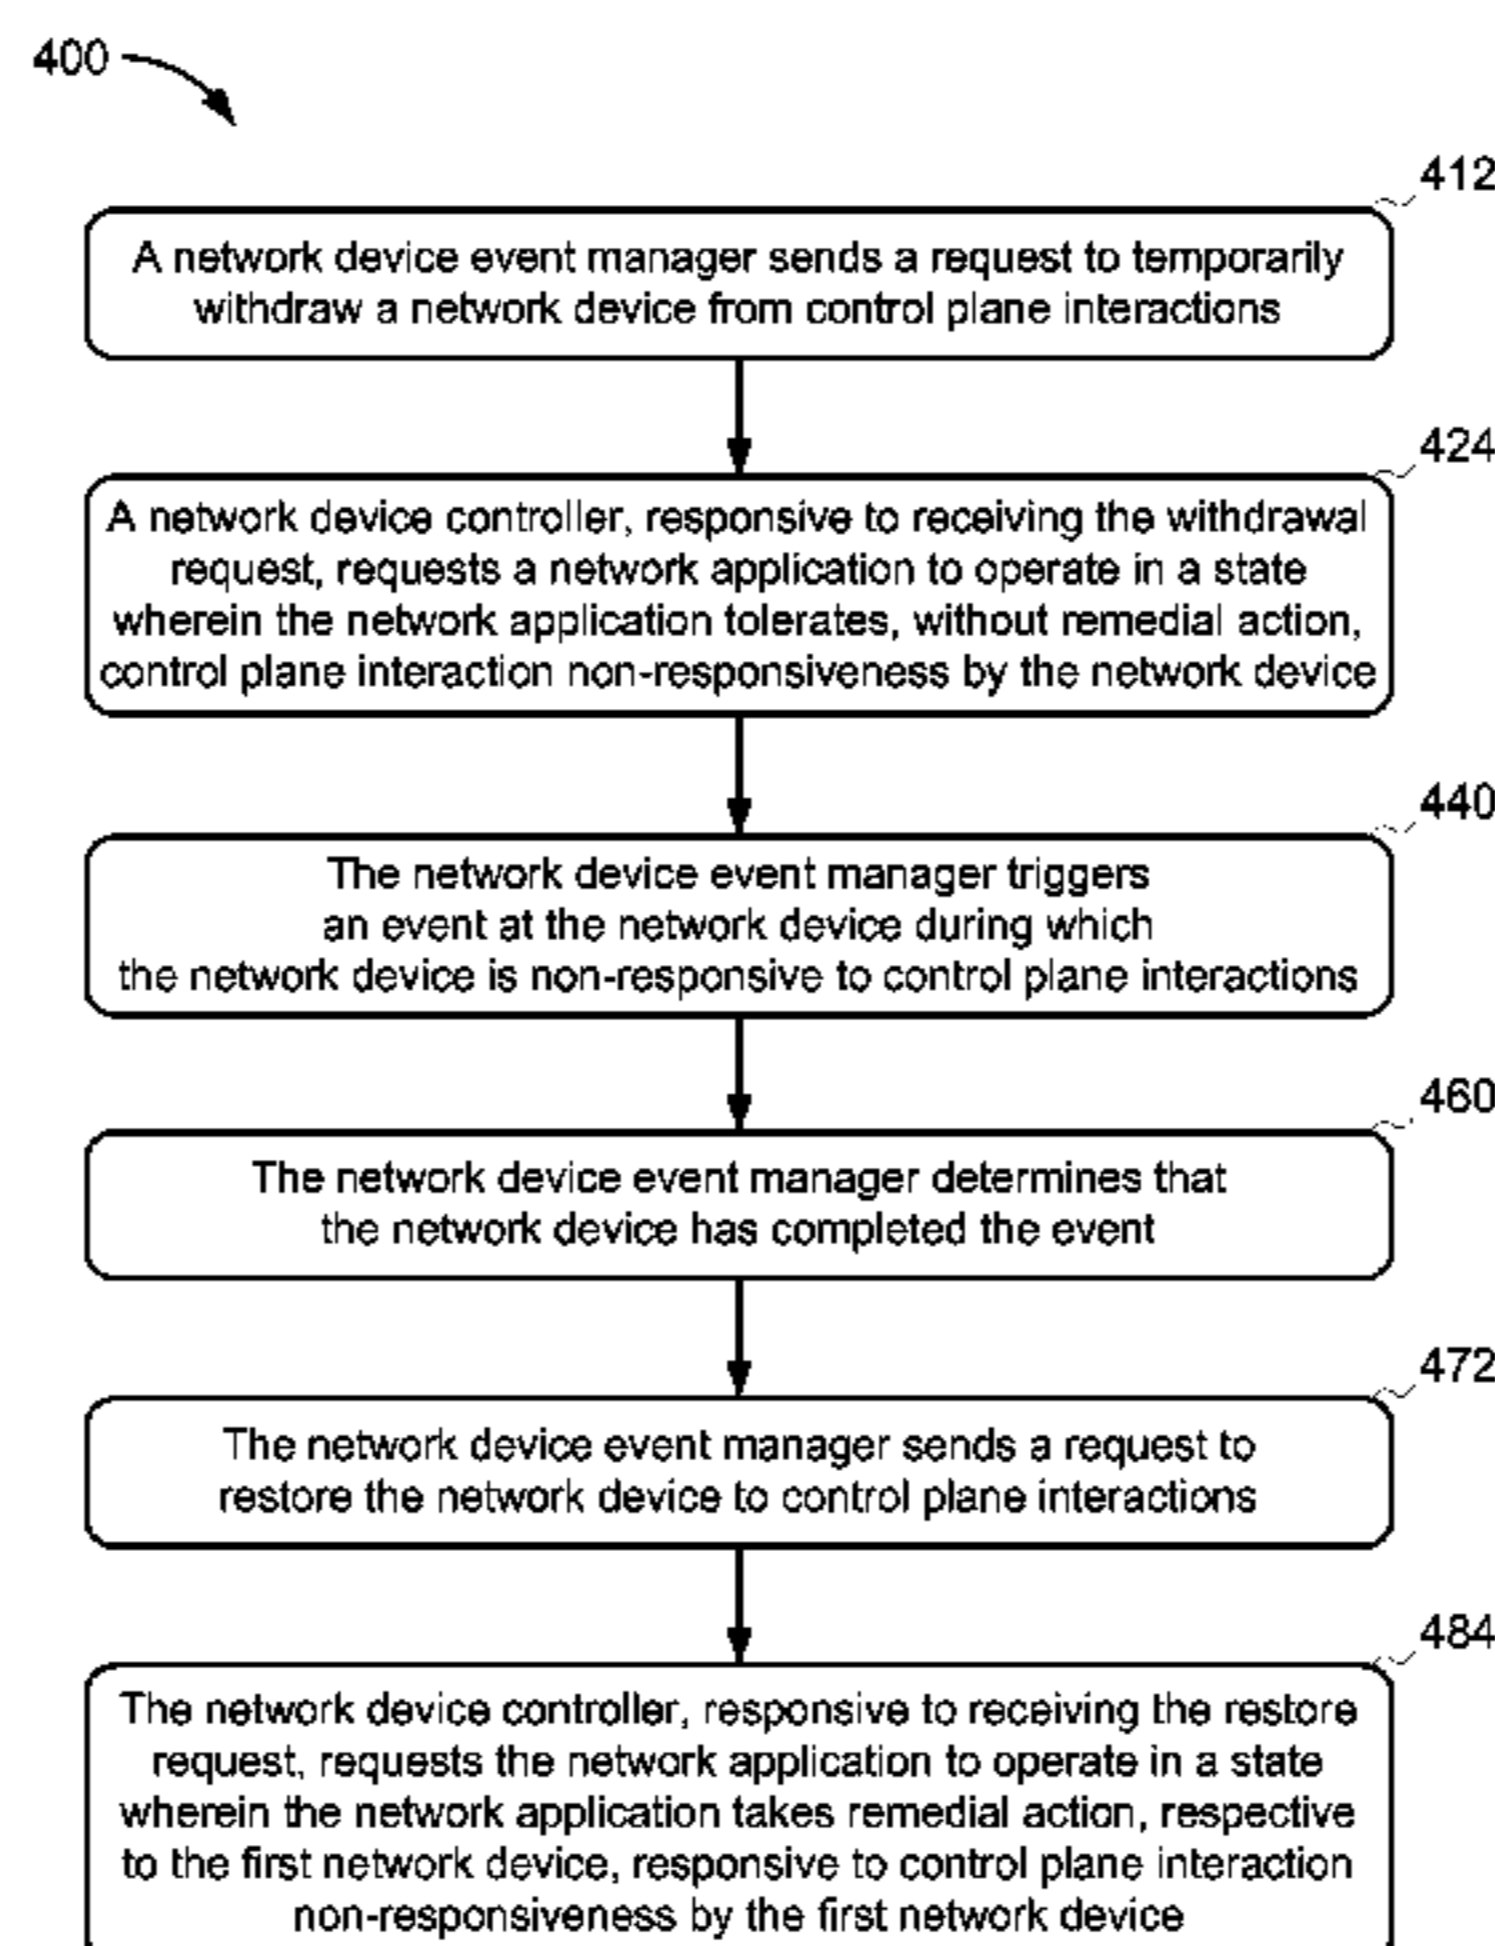 400
412
A network device event manager sends a request to temporarily
withdraw a network device from control plane interactions
424
A network device controller, responsive to receiving the withdrawal
request, requests a network application to operate in a state
wherein the network application tolerates, without remedial action,
control plane interaction non-responsiveness by the network device
440
The network device event manager triggers
an event at the network device during which
the network device is non-responsive to control plane interactions
460
The network device event manager determines that
the network device has completed the event
472
The network device event manager sends a request to
restore the network device to control plane interactions
484
The network device controller, responsive to receiving the restore
request, requests the network application to operate in a state
wherein the network application takes remedial action, respective
to the first network device, responsive to control plane interaction
non-responsiveness by the first network device